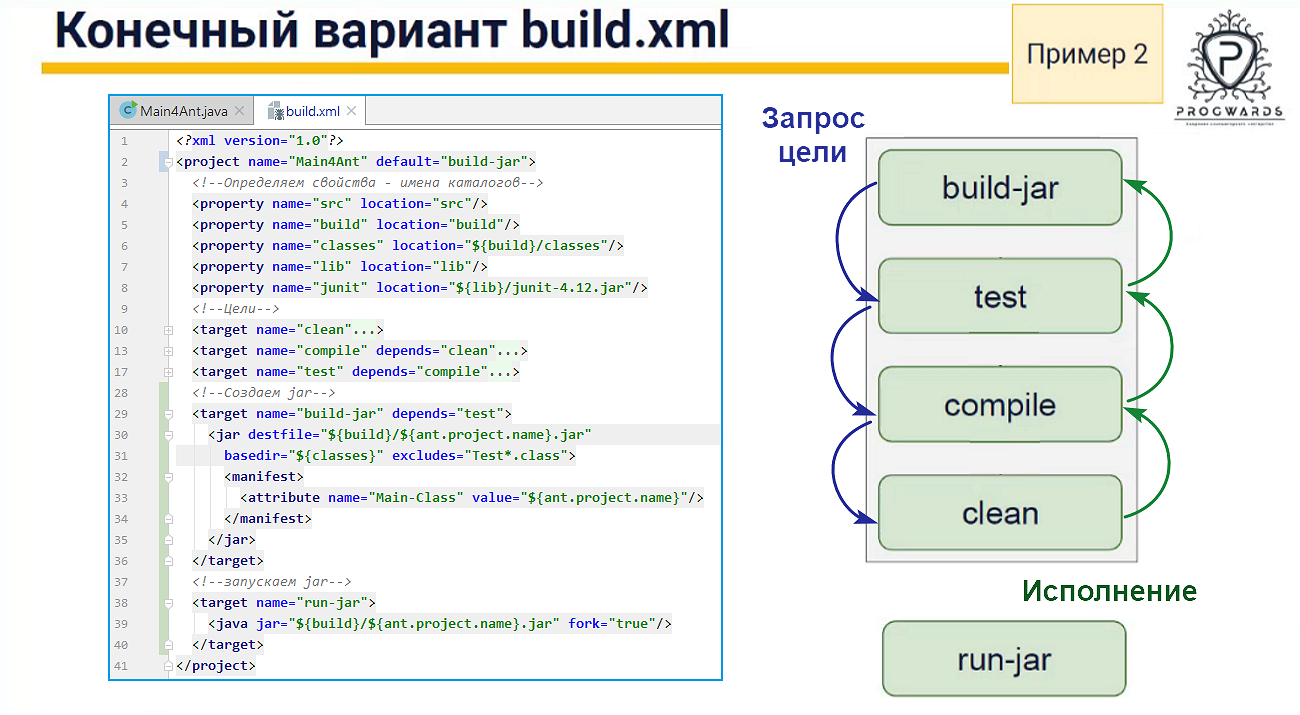 Конечный вариант build.xml
Пример 2
PROGWARDS
Main4Ant.java
build.xml
1 <?xml version="1.0"?>
2 <project name="Main4Ant" default="build-jar">
3 <!--Определяем свойства - имена каталогов-->
4 <property name="src" location="src"/>
5 <property name="build" location="build"/>
6 <property name="classes" location="${build}/classes"/>
7 <property name="lib" location="lib"/>
8 <property name="junit" location="${lib}/junit-4.12.jar"/>
9 <!--Цели-->
10 <target name="clean"...>
13 <target name="compile" depends="clean"...>
17 <target name="test" depends="compile"...>
28 <!--Создаем jar-->
29 <target name="build-jar" depends="test">
30 <jar destfile="${build}/${ant.project.name}.jar"
31 basedir="${classes}" excludes="Test*.class">
32 <manifest>
33 <attribute name="Main-Class" value="${ant.project.name}"/>
34 </manifest>
35 </jar>
36 </target>
37 <!--запускаем jar-->
38 <target name="run-jar">
39 <java jar="${build}/${ant.project.name}.jar" fork="true"/>
40 </target>
41 </project>
Запрос
цели
build-jar
test
compile
clean
Исполнение
run-jar